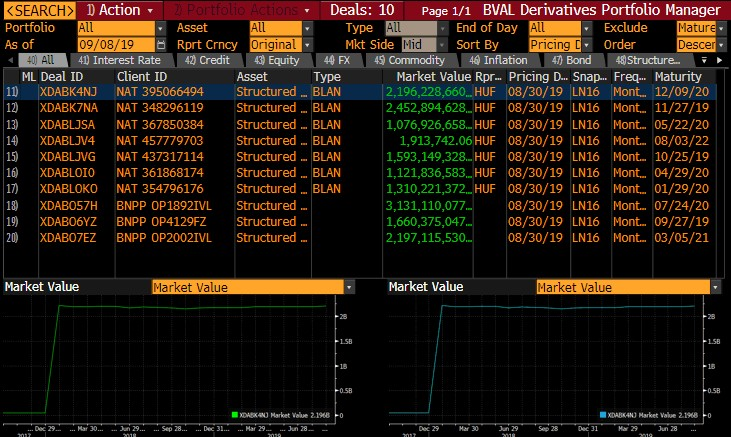 <SEARCH> 1) Action 2) Portfolio Actions Deals: 10 Page 1/1 BVAL Derivatives Portfolio Manager
Portfolio All Asset All Type All End of Day All Exclude Mature
As of 09/08/19 Rprt Crncy Original Mkt Side Mid Sort By Pricing D Order Descer
40) All 41) Interest Rate 42) Credit 43) Equity 44) FX 45) Commodity 46) Inflation 47) Bond 48) Structure...
ML Deal ID Client ID Asset Type Market Value Rpr... Pricing D... Snap... Freq... Maturity
11) XDABK4NJ NAT 395066494 Structured ... BLAN 2,196,228,660... HUF 08/30/19 LN16 Mont... 12/09/20
12) XDABK7NA NAT 348296119 Structured ... BLAN 2,452,894,628... HUF 08/30/19 LN16 Mont... 11/27/19
13) XDABLJSA NAT 367850384 Structured ... BLAN 1,076,926,658... HUF 08/30/19 LN16 Mont... 05/22/20
14) XDABLJV4 NAT 457779703 Structured ... BLAN 1,913,742.06 HUF 08/30/19 LN16 Mont... 08/03/22
15) XDABLJVG NAT 437317114 Structured ... BLAN 1,593,149,328... HUF 08/30/19 LN16 Mont... 10/25/19
16) XDABLOI0 NAT 361868174 Structured ... BLAN 1,121,836,583... HUF 08/30/19 LN16 Mont... 04/29/20
17) XDABLOKO NAT 354796176 Structured ... BLAN 1,310,221,372... HUF 08/30/19 LN16 Mont... 01/29/20
18) XDABO57H BNPP OP1892IVL Structured ... 3,131,110,077... 08/30/19 LN16 Mont... 07/24/20
19) XDABO6YZ BNPP OP4129FZ Structured ... 1,660,375,047... 08/30/19 LN16 Mont... 09/27/19
20) XDABO7EZ BNPP OP2002IVL Structured ... 2,197,115,530... 08/30/19 LN16 Mont... 03/05/21
Market Value Market Value
2B
1.5B
1B
0.5B
0
XDABK4NJ Market Value 2.196B
... Dec 29 ... Mar 30 ... Jun 29 ... Sep 28 ... Dec 31 ... Mar 29 ... Jun 28 ...
2017 2018 2019
Market Value Market Value
2B
1.5B
1B
0.5B
0
XDABK4NJ Market Value 2.196B
Dec 29 Mar 30 Jun 29 Sep 28 Dec 31 Mar 29 Jun 28
2017 2018 2019